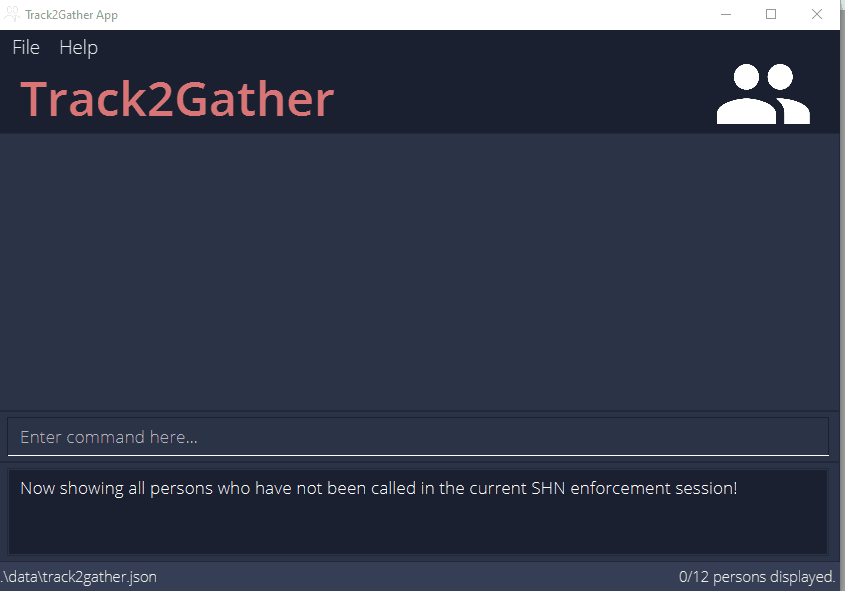 Track2Gather App
File Help
Track2Gather
Enter command here...
Now showing all persons who have not been called in the current SHN enforcement session!
.\data\track2gather.json 0/12 persons displayed.